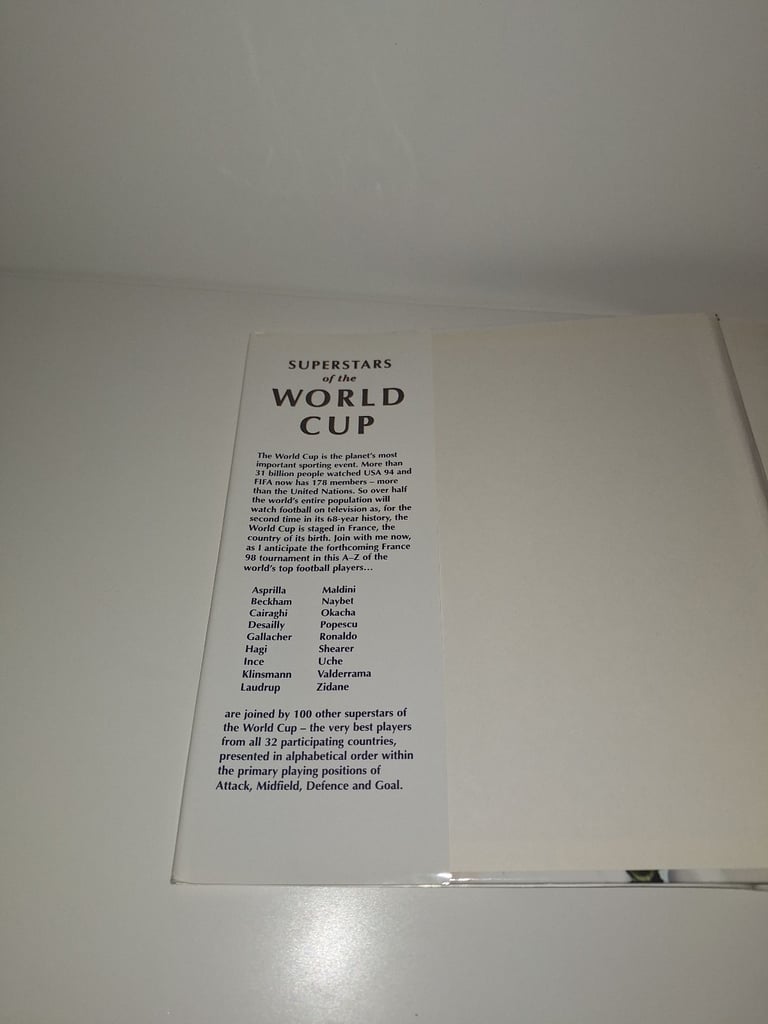 SUPERSTARS
of the
WORLD
CUP
The World Cup is the planet's most
important sporting event. More than
31 billion people watched USA 94 and
FIFA now has 178 members – more
than the United Nations. So over half
the world's entire population will
watch football on television as, for the
second time in its 68-year history, the
World Cup is staged in France, the
country of its birth. Join with me now,
as I anticipate the forthcoming France
98 tournament in this A–Z of the
world's top football players...
Asprilla Maldini
Beckham Naybet
Cairaghi Okacha
Desailly Popescu
Gallacher Ronaldo
Hagi Shearer
Ince Uche
Klinsmann Valderrama
Laudrup Zidane
are joined by 100 other superstars of
the World Cup – the very best players
from all 32 participating countries,
presented in alphabetical order within
the primary playing positions of
Attack, Midfield, Defence and Goal.